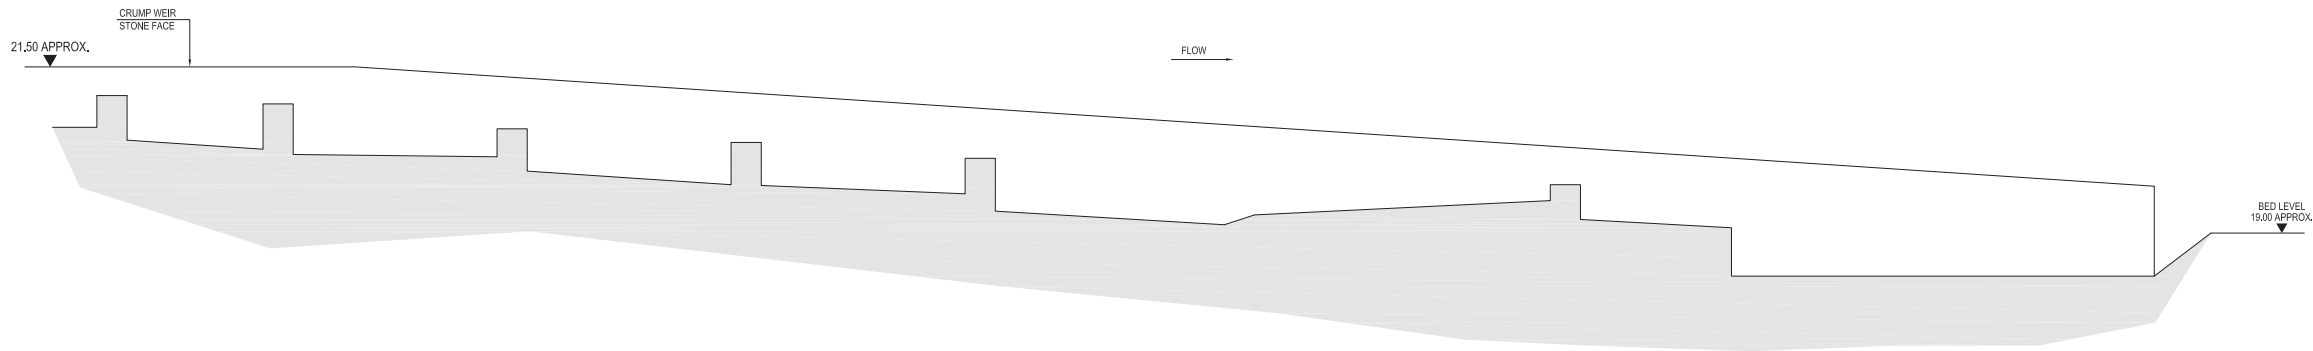 CRUMP WEIR
STONE FACE
21.50 APPROX.
FLOW
BED LEVEL
19.00 APPROX.